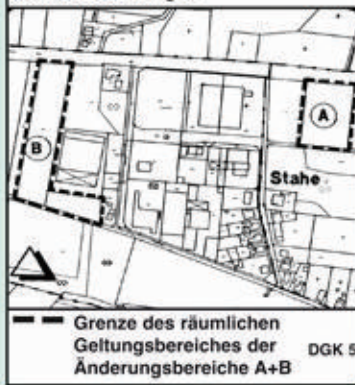 A
B
Stahe
Grenze des räumlichen
Geltungsbereiches der
Änderungsbereiche A+B
DGK 5